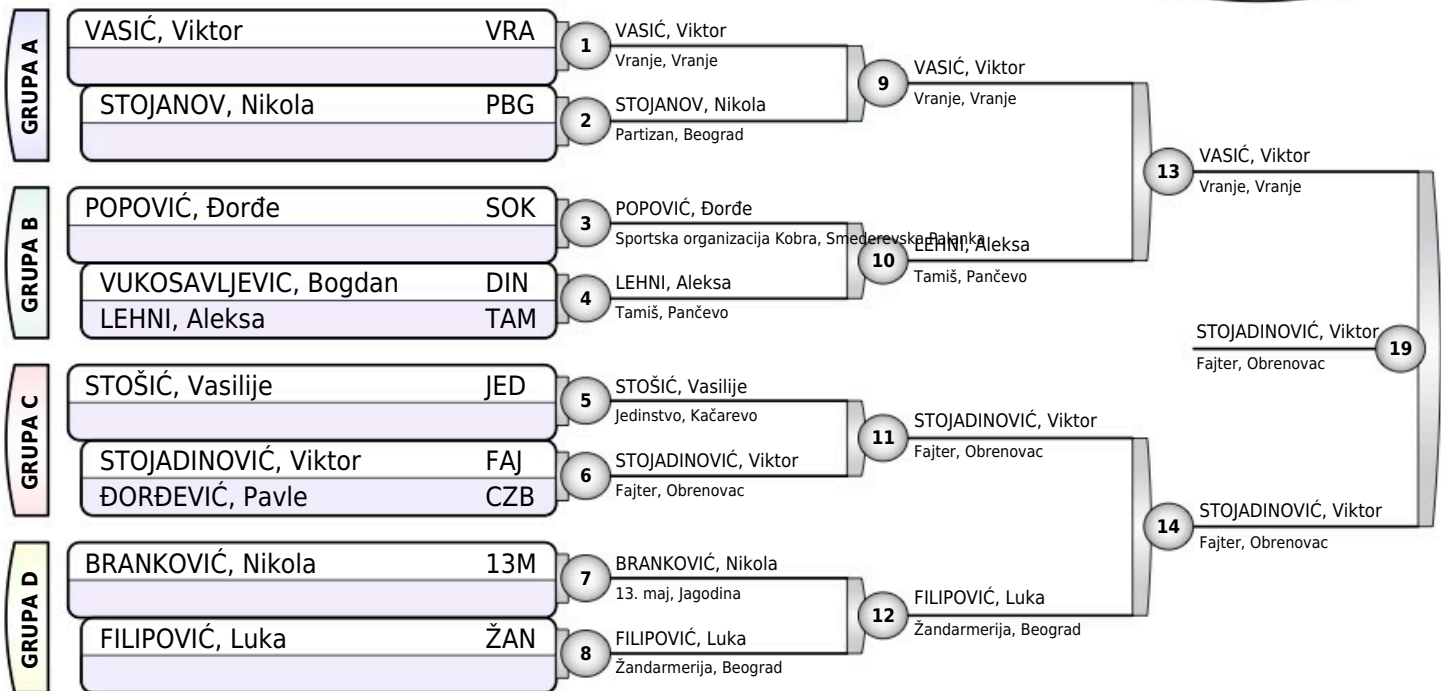 GRUPA A
VASIĆ, Viktor VRA
STOJANOV, Nikola PBG
GRUPA B
POPOVIĆ, Đorđe SOK
VUKOSAVLJEVIC, Bogdan DIN
LEHNI, Aleksa TAM
GRUPA C
STOŠIĆ, Vasilije JED
STOJADINOVIĆ, Viktor FAJ
ĐORĐEVIĆ, Pavle CZB
GRUPA D
BRANKOVIĆ, Nikola 13M
FILIPOVIĆ, Luka ŽAN
1
VASIĆ, Viktor
Vranje, Vranje
2
STOJANOV, Nikola
Partizan, Beograd
3
POPOVIĆ, Đorđe
Sportska organizacija Kobra, Smederevska Palanka
4
LEHNI, Aleksa
Tamiš, Pančevo
5
STOŠIĆ, Vasilije
Jedinstvo, Kačarevo
6
STOJADINOVIĆ, Viktor
Fajter, Obrenovac
7
BRANKOVIĆ, Nikola
13. maj, Jagodina
8
FILIPOVIĆ, Luka
Žandarmerija, Beograd
9
VASIĆ, Viktor
Vranje, Vranje
10
LEHNI, Aleksa
Tamiš, Pančevo
11
STOJADINOVIĆ, Viktor
Fajter, Obrenovac
12
FILIPOVIĆ, Luka
Žandarmerija, Beograd
13
VASIĆ, Viktor
Vranje, Vranje
14
STOJADINOVIĆ, Viktor
Fajter, Obrenovac
STOJADINOVIĆ, Viktor
Fajter, Obrenovac
19